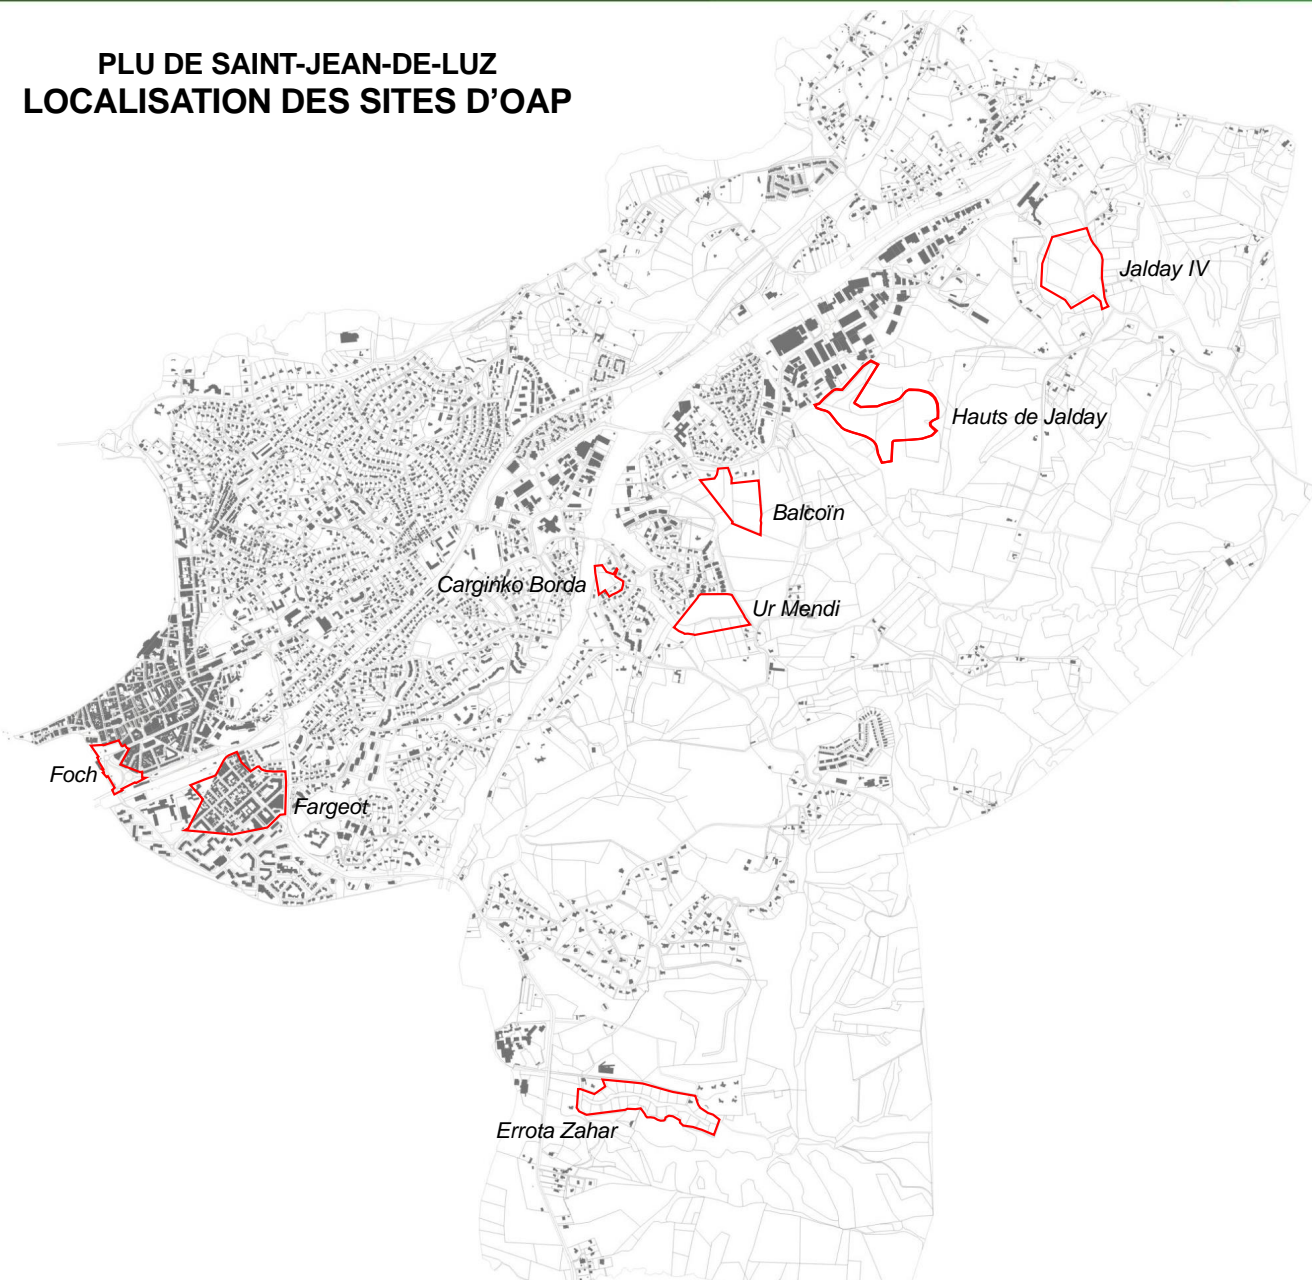 PLU DE SAINT-JEAN-DE-LUZ
LOCALISATION DES SITES D’OAP
Jalday IV
Hauts de Jalday
Balcoïn
Carginko Borda
Ur Mendi
Foch
Fargeot
Errota Zahar